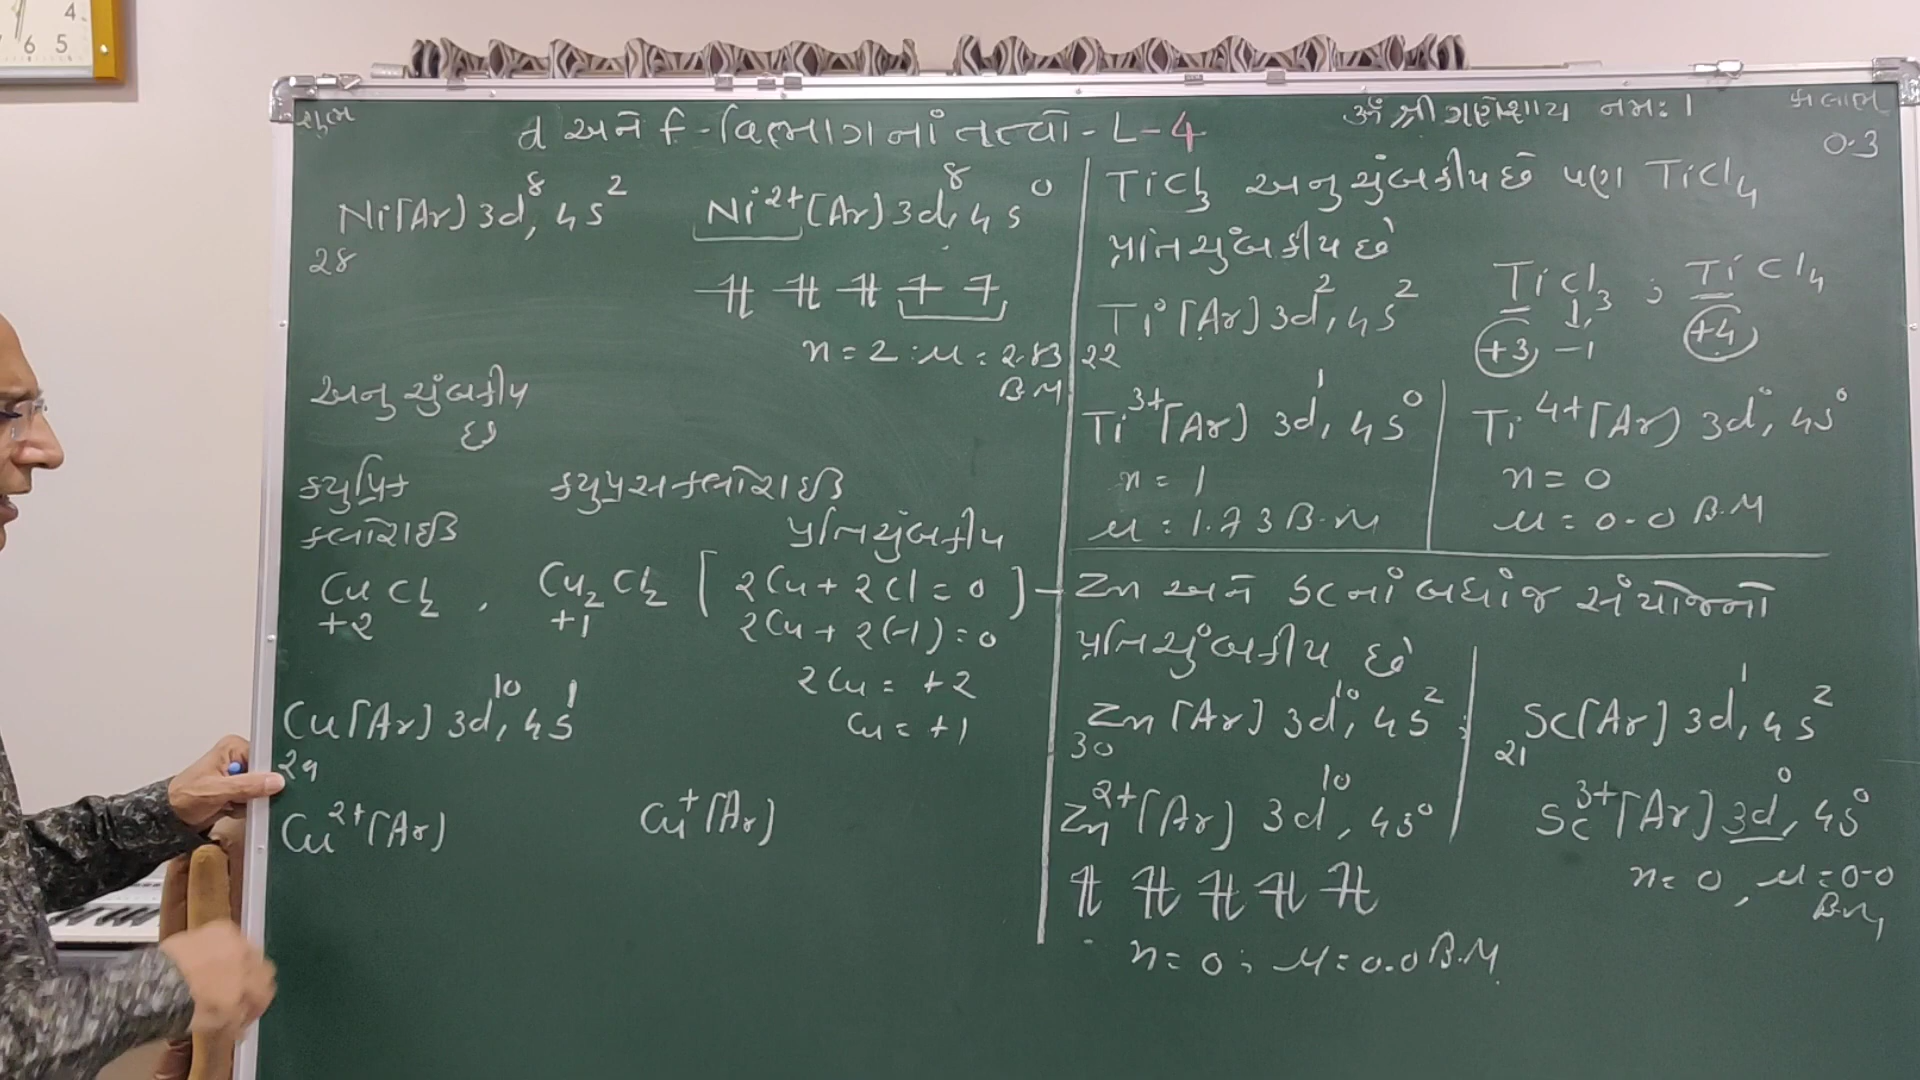 4
6 5
શુભ
d અને f-વિભાગનાં તત્વો-L-4
ૐ શ્રી ગણેશાય નમઃ।
લાભ
0.3
Ni[Ar] 3d⁸, 4s²
28
Ni²⁺[Ar] 3d⁸, 4s⁰
n = 2 : μ = 2.83
B.M
અનુચુંબકીય
છે
ક્યુપ્રિક
ક્લોરાઇડ
ક્યુપ્રસ ક્લોરાઇડ
પ્રતિચુંબકીય
CuCl₂ , Cu₂Cl₂ [2Cu + 2Cl = 0]
+2 +1 2Cu + 2(-1) = 0
2Cu = +2
Cu = +1
Cu[Ar] 3d¹⁰, 4s¹
29
Cu²⁺[Ar] Cu⁺[Ar]
TiCl₃ અનુચુંબકીય છે પણ TiCl₄
પ્રતિચુંબકીય છે
Ti⁰[Ar] 3d², 4s²
22
TiCl₃ ; TiCl₄
+3, -1 +4
Ti³⁺[Ar] 3d¹, 4s⁰
n = 1
μ = 1.73 B.M
Ti⁴⁺[Ar] 3d⁰, 4s⁰
n = 0
μ = 0.0 B.M
Zn અને Sc નાં બધાંજ સંયોજનો
પ્રતિચુંબકીય છે
Zn[Ar] 3d¹⁰, 4s² ;
30
Zn²⁺[Ar] 3d¹⁰, 4s⁰
n = 0 ; μ = 0.0 B.M
Sc[Ar] 3d¹, 4s²
21
Sc³⁺[Ar] 3d⁰, 4s⁰
n = 0 , μ = 0.0
B.M